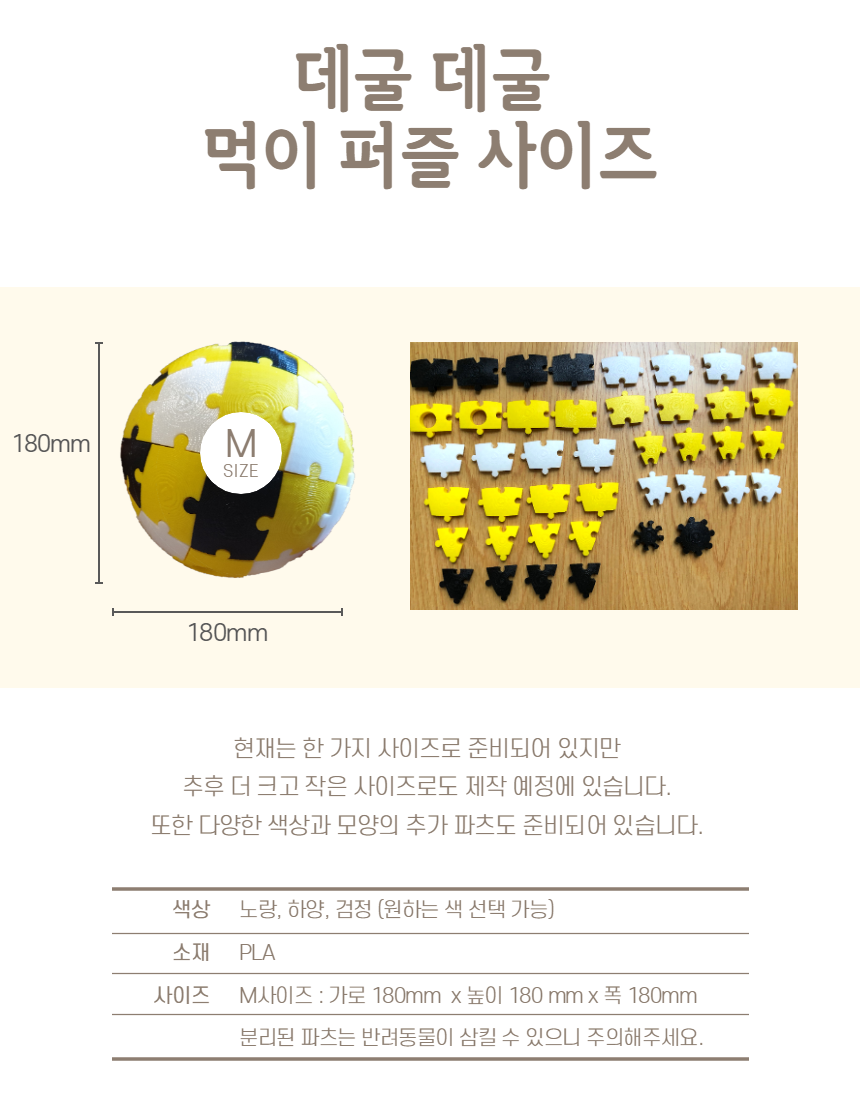 데굴 데굴
먹이 퍼즐 사이즈
180mm
M
SIZE
180mm
현재는 한 가지 사이즈로 준비되어 있지만
추후 더 크고 작은 사이즈로도 제작 예정에 있습니다.
또한 다양한 색상과 모양의 추가 파츠도 준비되어 있습니다.
색상 노랑, 하양, 검정 (원하는 색 선택 가능)
소재 PLA
사이즈 M사이즈 : 가로 180mm x 높이 180 mm x 폭 180mm
분리된 파츠는 반려동물이 삼킬 수 있으니 주의해주세요.